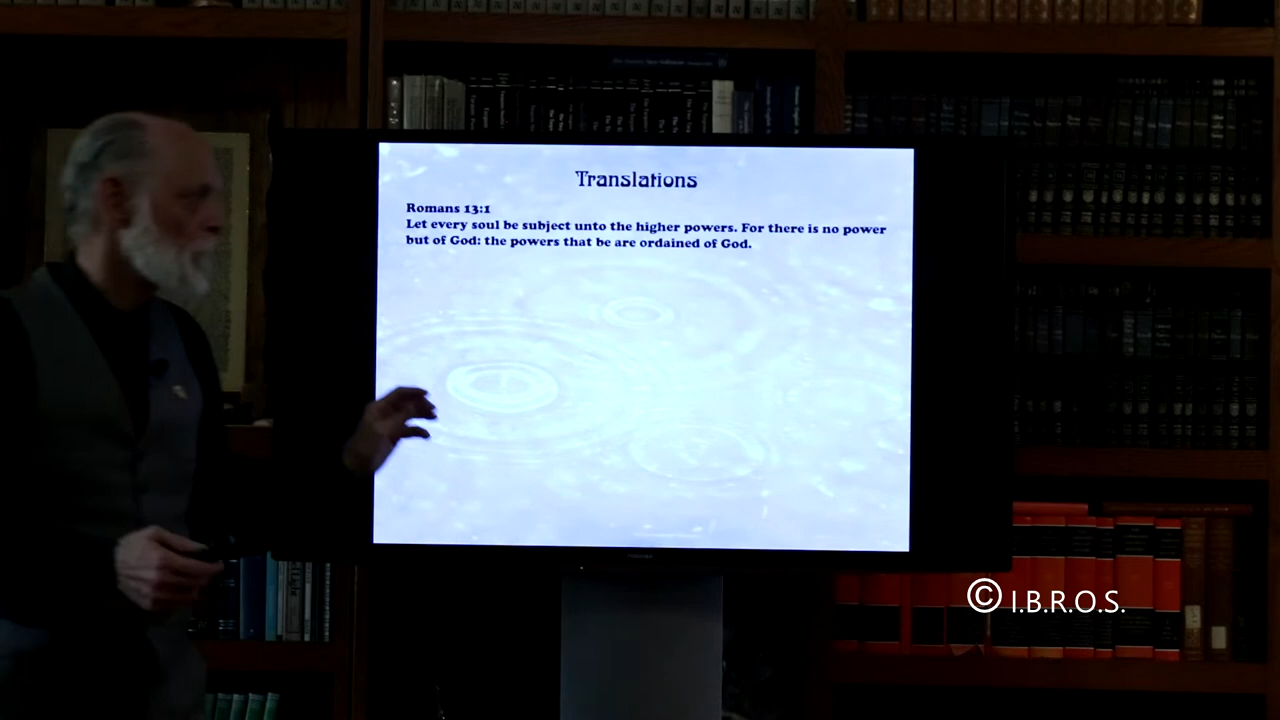 Translations
Romans 13:1
Let every soul be subject unto the higher powers. For there is no power
but of God: the powers that be are ordained of God.
© I.B.R.O.S.